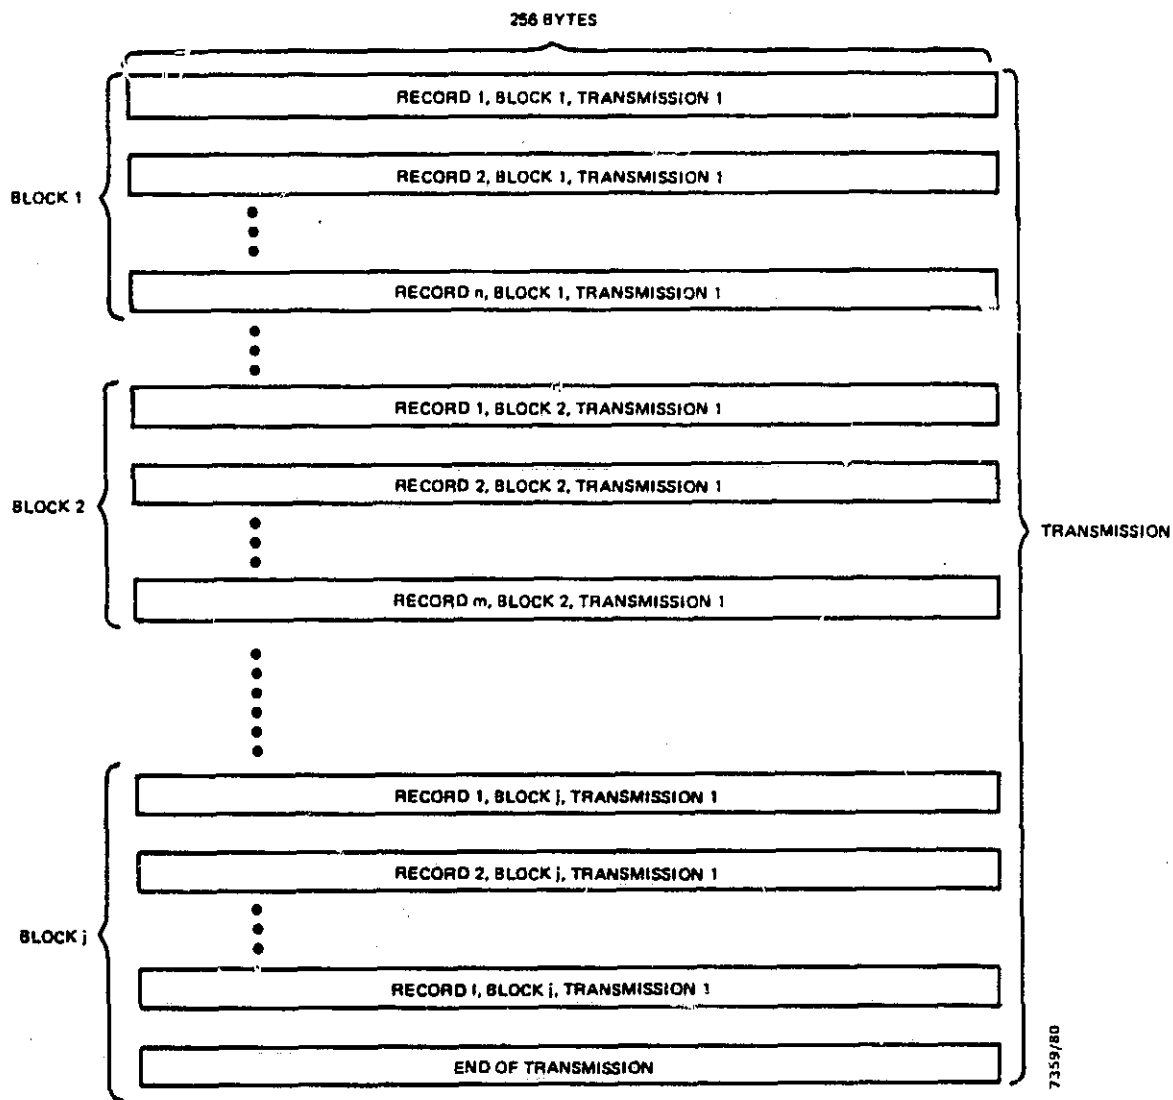 256 BYTES
RECORD 1, BLOCK 1, TRANSMISSION 1
RECORD 2, BLOCK 1, TRANSMISSION 1
BLOCK 1
RECORD n, BLOCK 1, TRANSMISSION 1
RECORD 1, BLOCK 2, TRANSMISSION 1
RECORD 2, BLOCK 2, TRANSMISSION 1
BLOCK 2
TRANSMISSION
RECORD m, BLOCK 2, TRANSMISSION 1
RECORD 1, BLOCK j, TRANSMISSION 1
RECORD 2, BLOCK j, TRANSMISSION 1
BLOCK j
RECORD l, BLOCK j, TRANSMISSION 1
END OF TRANSMISSION
7359/80